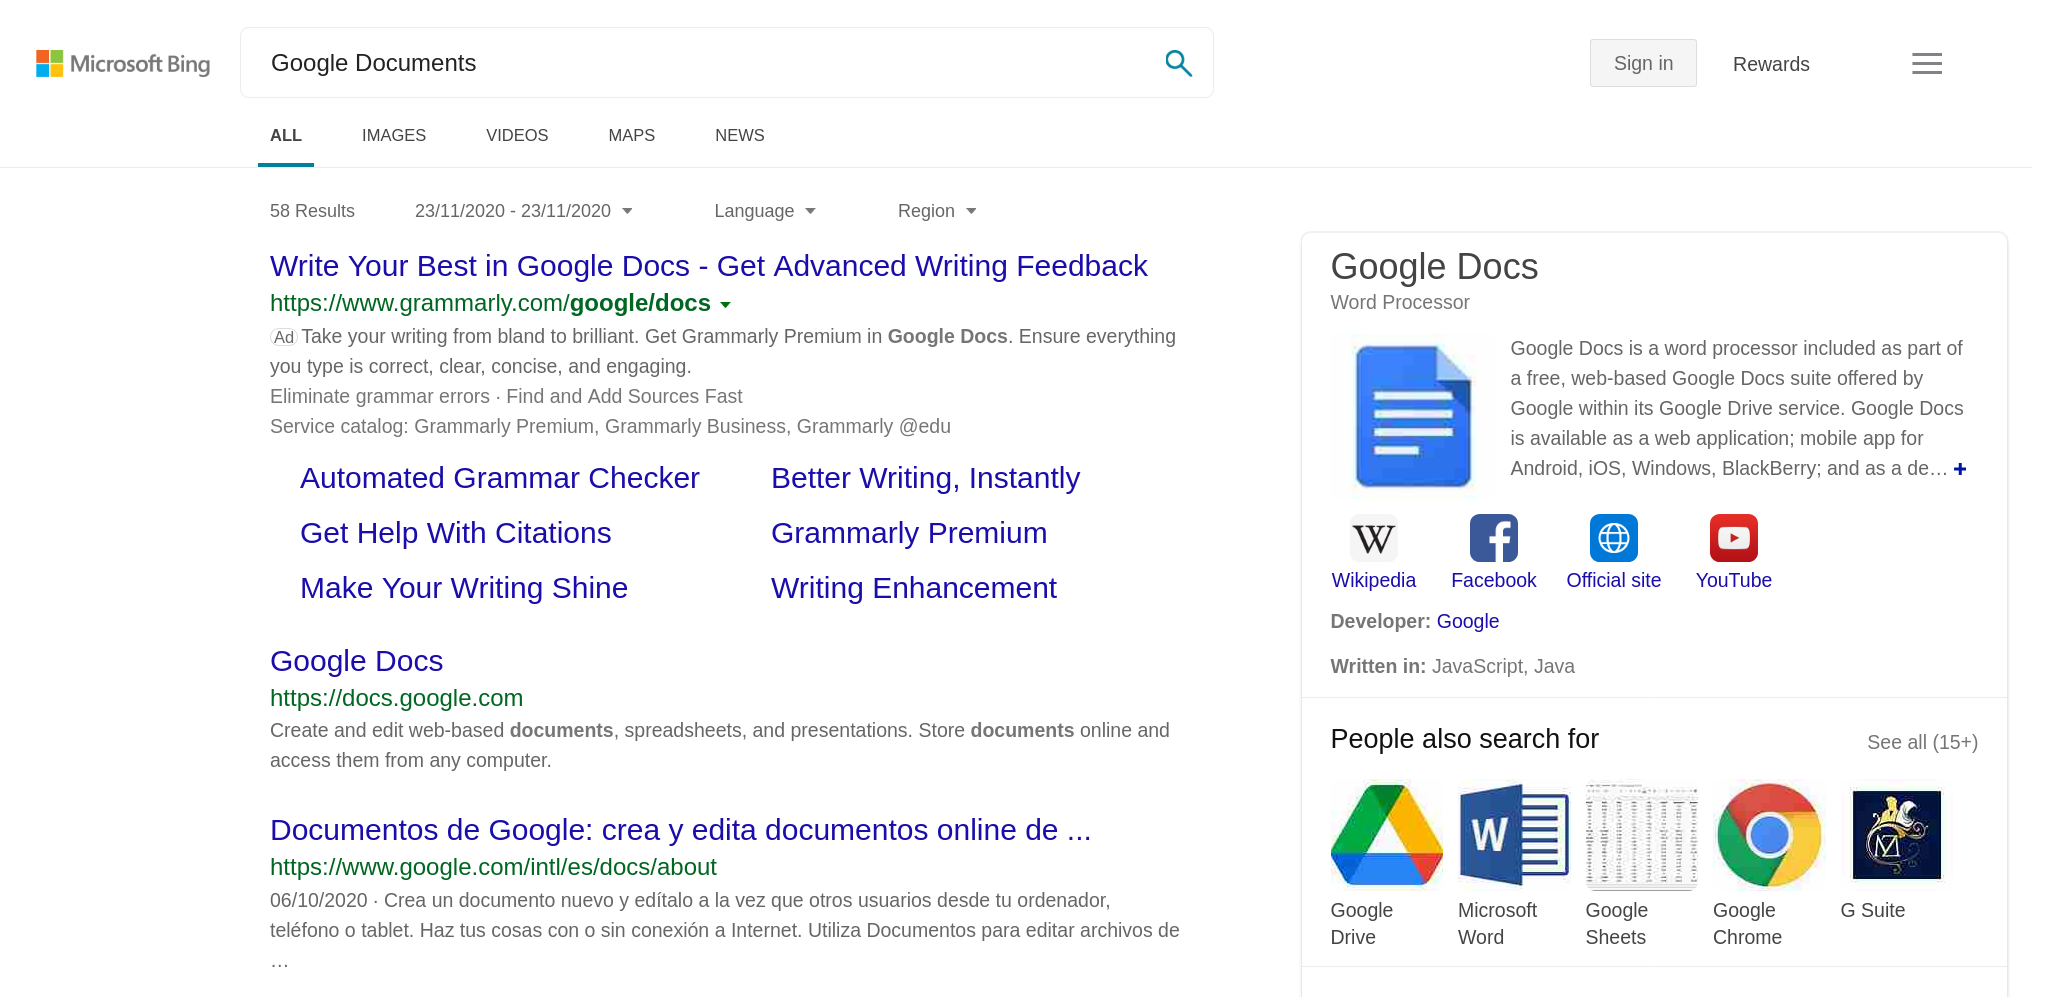 Microsoft Bing
Google Documents
Sign in
Rewards
ALL
IMAGES
VIDEOS
MAPS
NEWS
58 Results
23/11/2020 - 23/11/2020
Language
Region
Write Your Best in Google Docs - Get Advanced Writing Feedback
https://www.grammarly.com/google/docs
Ad Take your writing from bland to brilliant. Get Grammarly Premium in Google Docs. Ensure everything
you type is correct, clear, concise, and engaging.
Eliminate grammar errors · Find and Add Sources Fast
Service catalog: Grammarly Premium, Grammarly Business, Grammarly @edu
Automated Grammar Checker
Better Writing, Instantly
Get Help With Citations
Grammarly Premium
Make Your Writing Shine
Writing Enhancement
Google Docs
https://docs.google.com
Create and edit web-based documents, spreadsheets, and presentations. Store documents online and
access them from any computer.
Documentos de Google: crea y edita documentos online de ...
https://www.google.com/intl/es/docs/about
06/10/2020 · Crea un documento nuevo y edítalo a la vez que otros usuarios desde tu ordenador,
teléfono o tablet. Haz tus cosas con o sin conexión a Internet. Utiliza Documentos para editar archivos de
…
Google Docs
Word Processor
Google Docs is a word processor included as part of
a free, web-based Google Docs suite offered by
Google within its Google Drive service. Google Docs
is available as a web application; mobile app for
Android, iOS, Windows, BlackBerry; and as a de… +
W
Wikipedia
Facebook
Official site
YouTube
Developer: Google
Written in: JavaScript, Java
People also search for
See all (15+)
W
Google
Drive
Microsoft
Word
Google
Sheets
Google
Chrome
G Suite